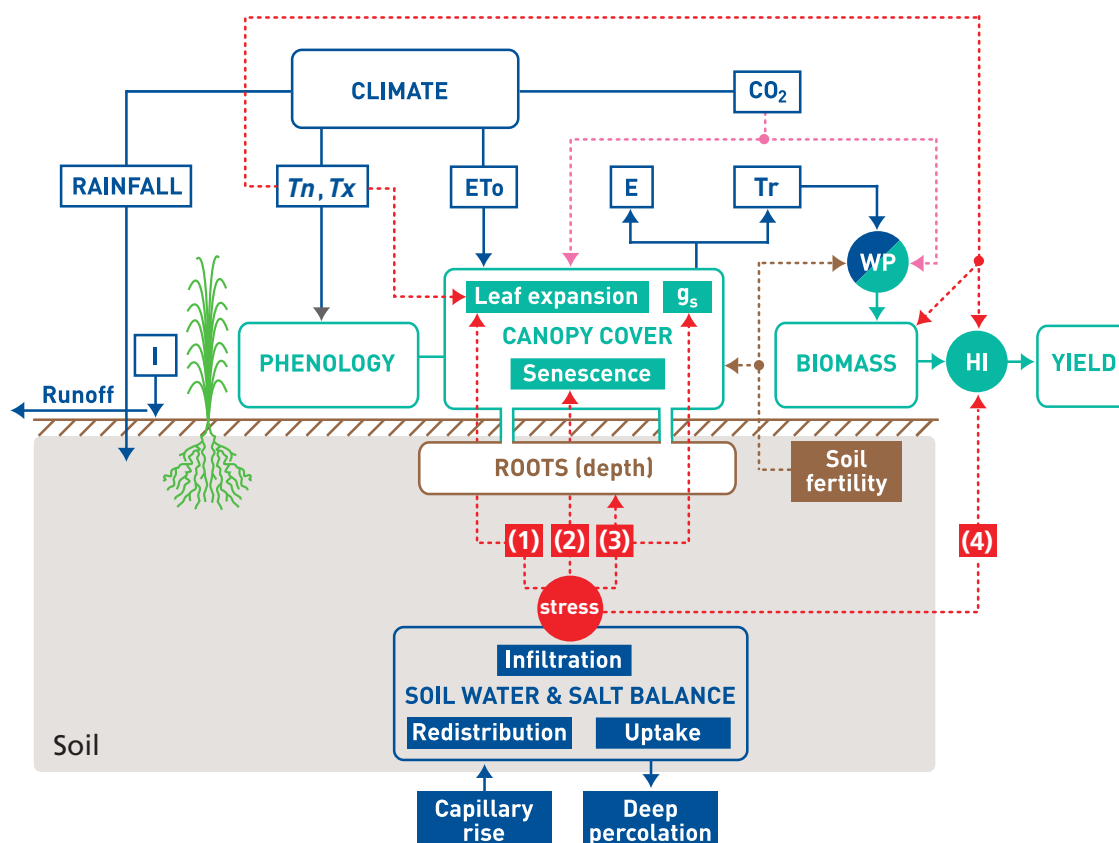 CLIMATE
CO₂
RAINFALL
Tn, Tx
ETo
E
Tr
WP
Leaf expansion
gₛ
CANOPY COVER
Senescence
PHENOLOGY
BIOMASS
HI
YIELD
I
Runoff
ROOTS (depth)
Soil
fertility
(1)
(2)
(3)
(4)
stress
Infiltration
SOIL WATER & SALT BALANCE
Redistribution
Uptake
Soil
Capillary
rise
Deep
percolation